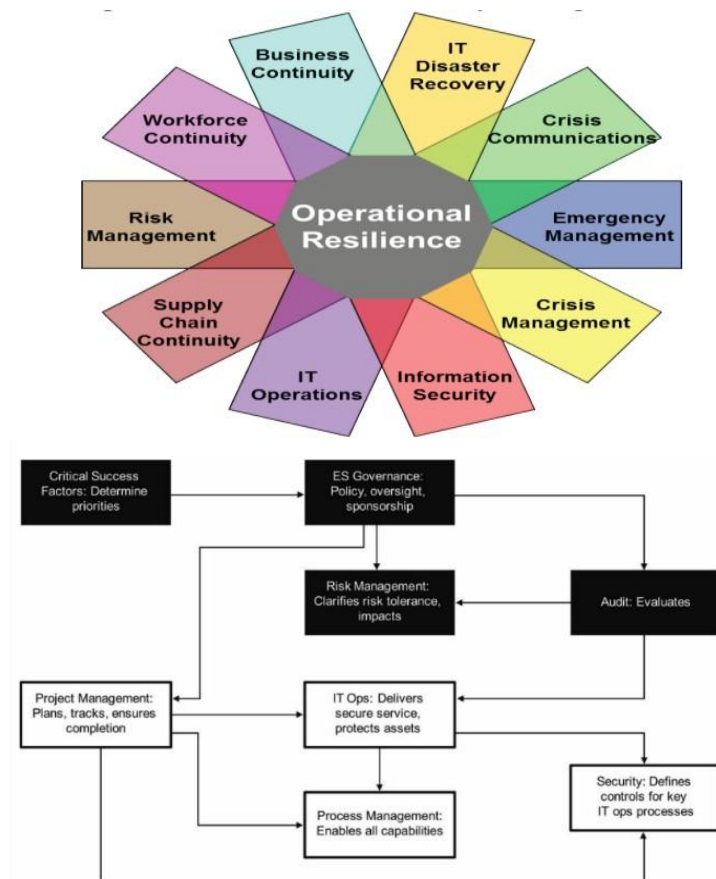 Business
Continuity
IT
Disaster
Recovery
Workforce
Continuity
Crisis
Communications
Operational
Resilience
Risk
Management
Emergency
Management
Supply
Chain
Continuity
Crisis
Management
IT
Operations
Information
Security
Critical Success
Factors: Determine
priorities
ES Governance:
Policy, oversight,
sponsorship
Risk Management:
Clarifies risk tolerance,
impacts
Audit: Evaluates
Project Management:
Plans, tracks, ensures
completion
IT Ops: Delivers
secure service,
protects assets
Security: Defines
controls for key
IT ops processes
Process Management:
Enables all capabilities